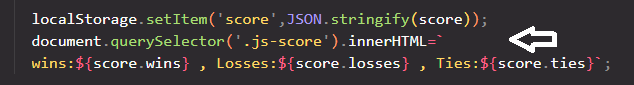 localStorage.setItem('score',JSON.stringify(score));
document.querySelector('.js-score').innerHTML=`
wins:${score.wins} , Losses:${score.losses} , Ties:${score.ties}`;